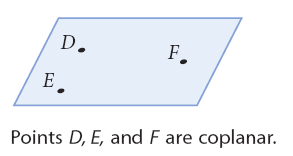 D
F
E
Points D, E, and F are coplanar.